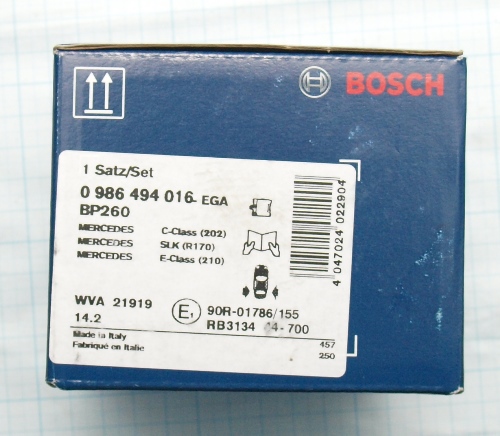 BOSCH
1 Satz/Set
0 986 494 016 EGA
BP260
MERCEDES C-Class (202)
MERCEDES SLK (R170)
MERCEDES E-Class (210)
4 047024 022904
WVA 21919
14.2
E1 90R-01786/155
RB3134 4-700
Made in Italy
Fabriqué en Italie
457
250